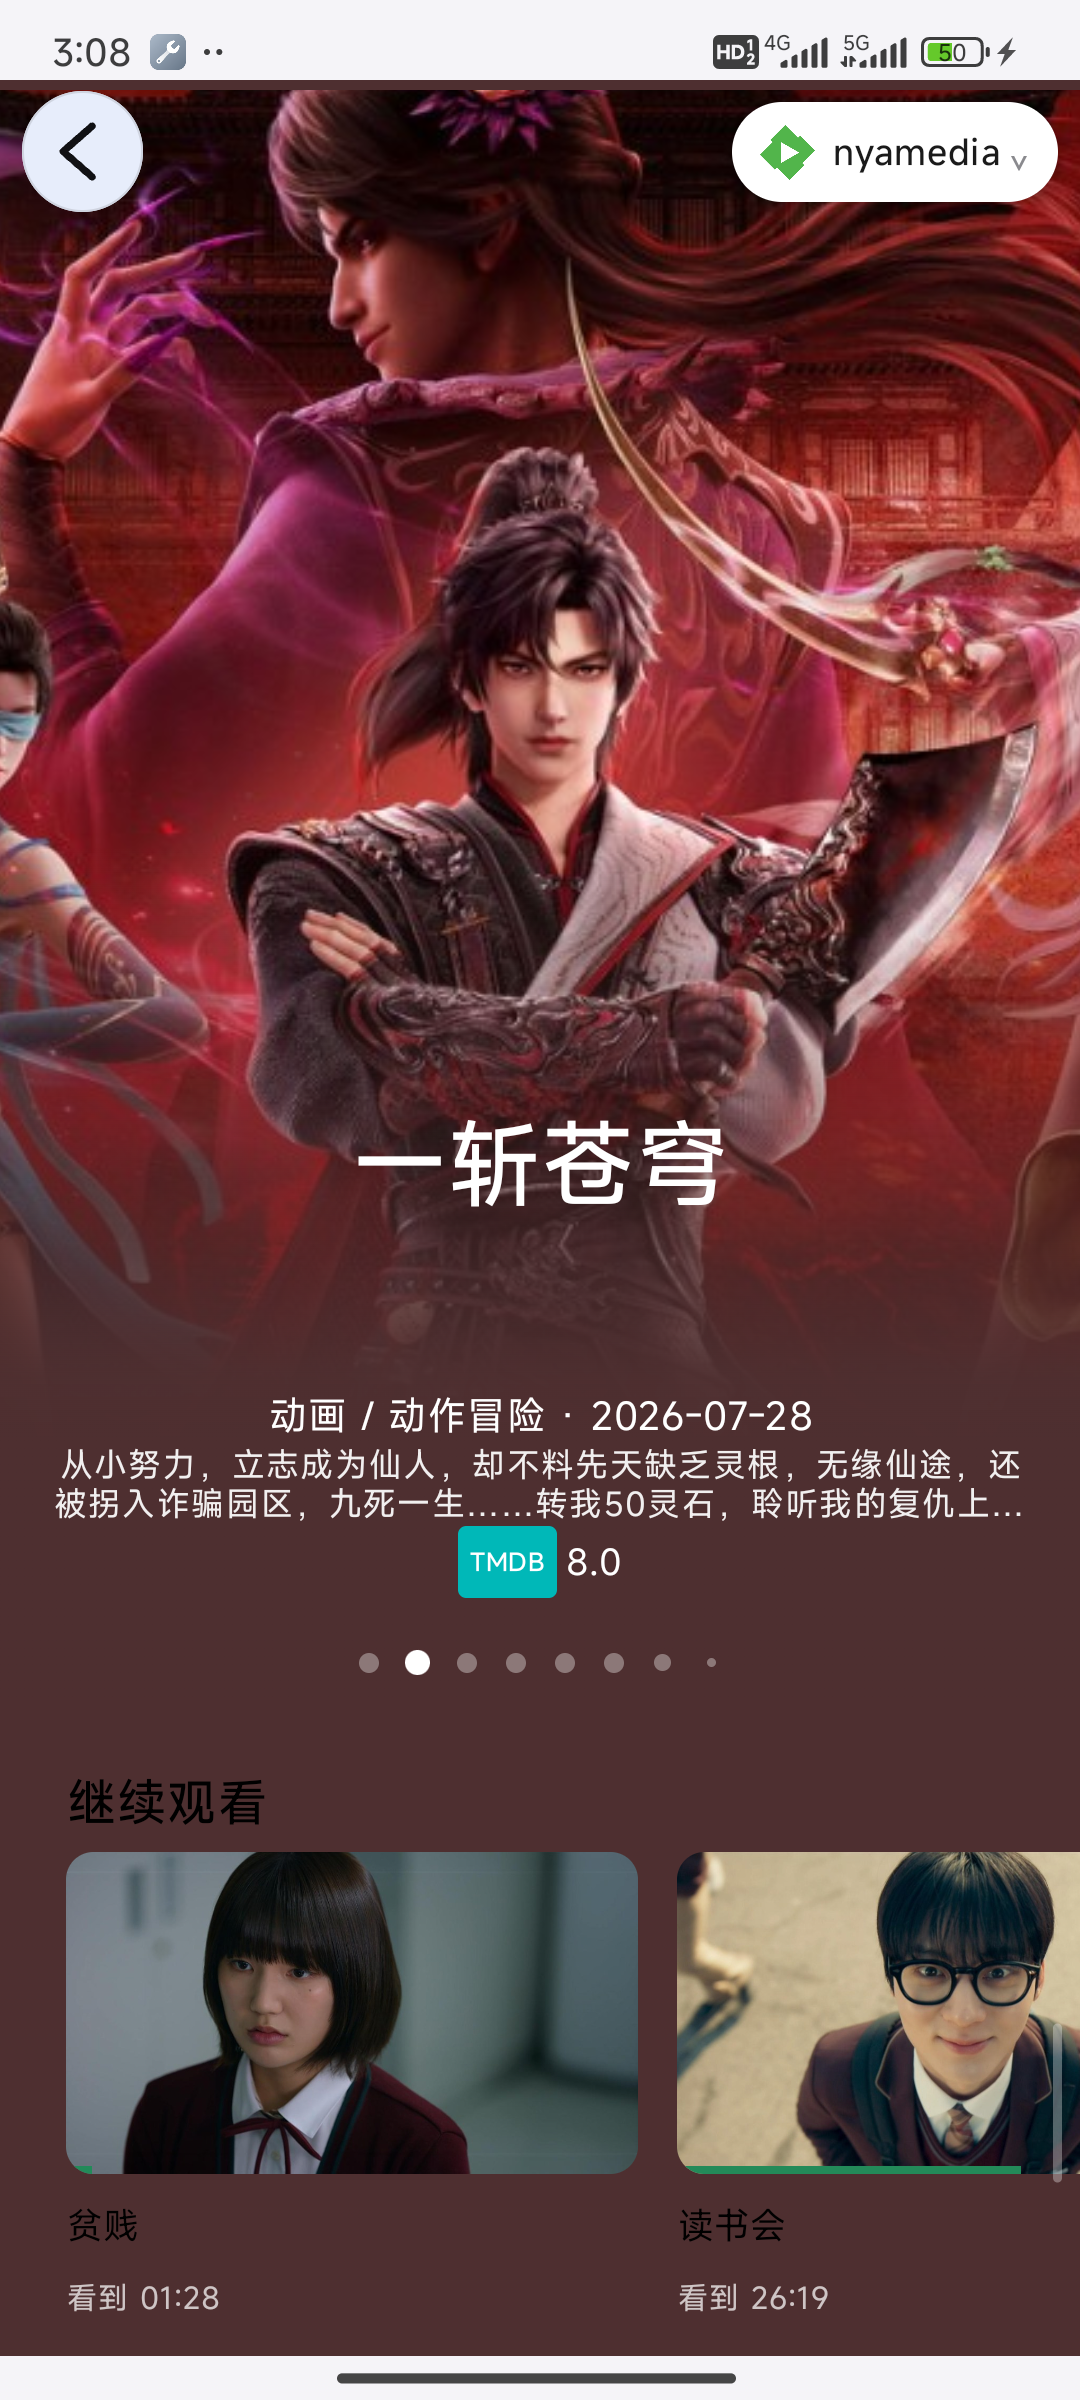 3:08
HD 1 2 4G 5G 50
nyamedia
一斩苍穹
动画 / 动作冒险 · 2026-07-28
从小努力，立志成为仙人，却不料先天缺乏灵根，无缘仙途，还
被拐入诈骗园区，九死一生……转我50灵石，聆听我的复仇上...
TMDB 8.0
继续观看
贫贱
读书会
看到 01:28
看到 26:19